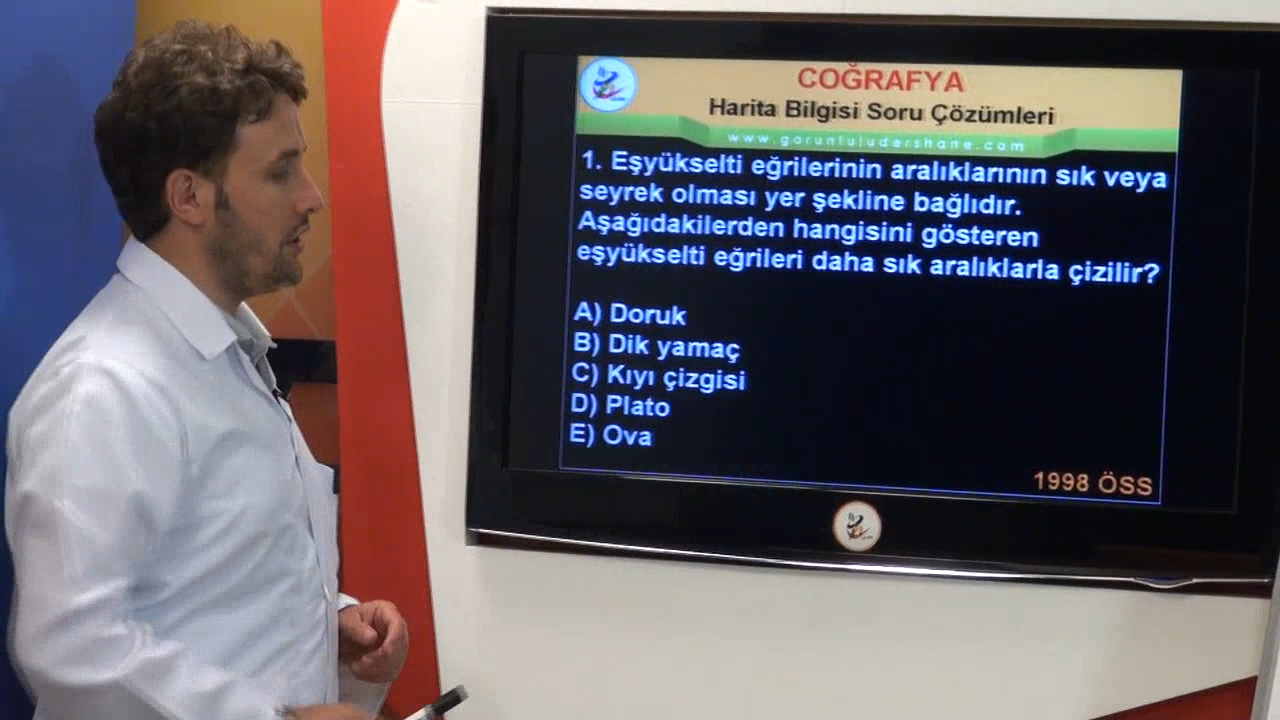 COĞRAFYA
Harita Bilgisi Soru Çözümleri
www.goruntuludershane.com
1. Eşyükselti eğrilerinin aralıklarının sık veya
seyrek olması yer şekline bağlıdır.
Aşağıdakilerden hangisini gösteren
eşyükselti eğrileri daha sık aralıklarla çizilir?
A) Doruk
B) Dik yamaç
C) Kıyı çizgisi
D) Plato
E) Ova
1998 ÖSS